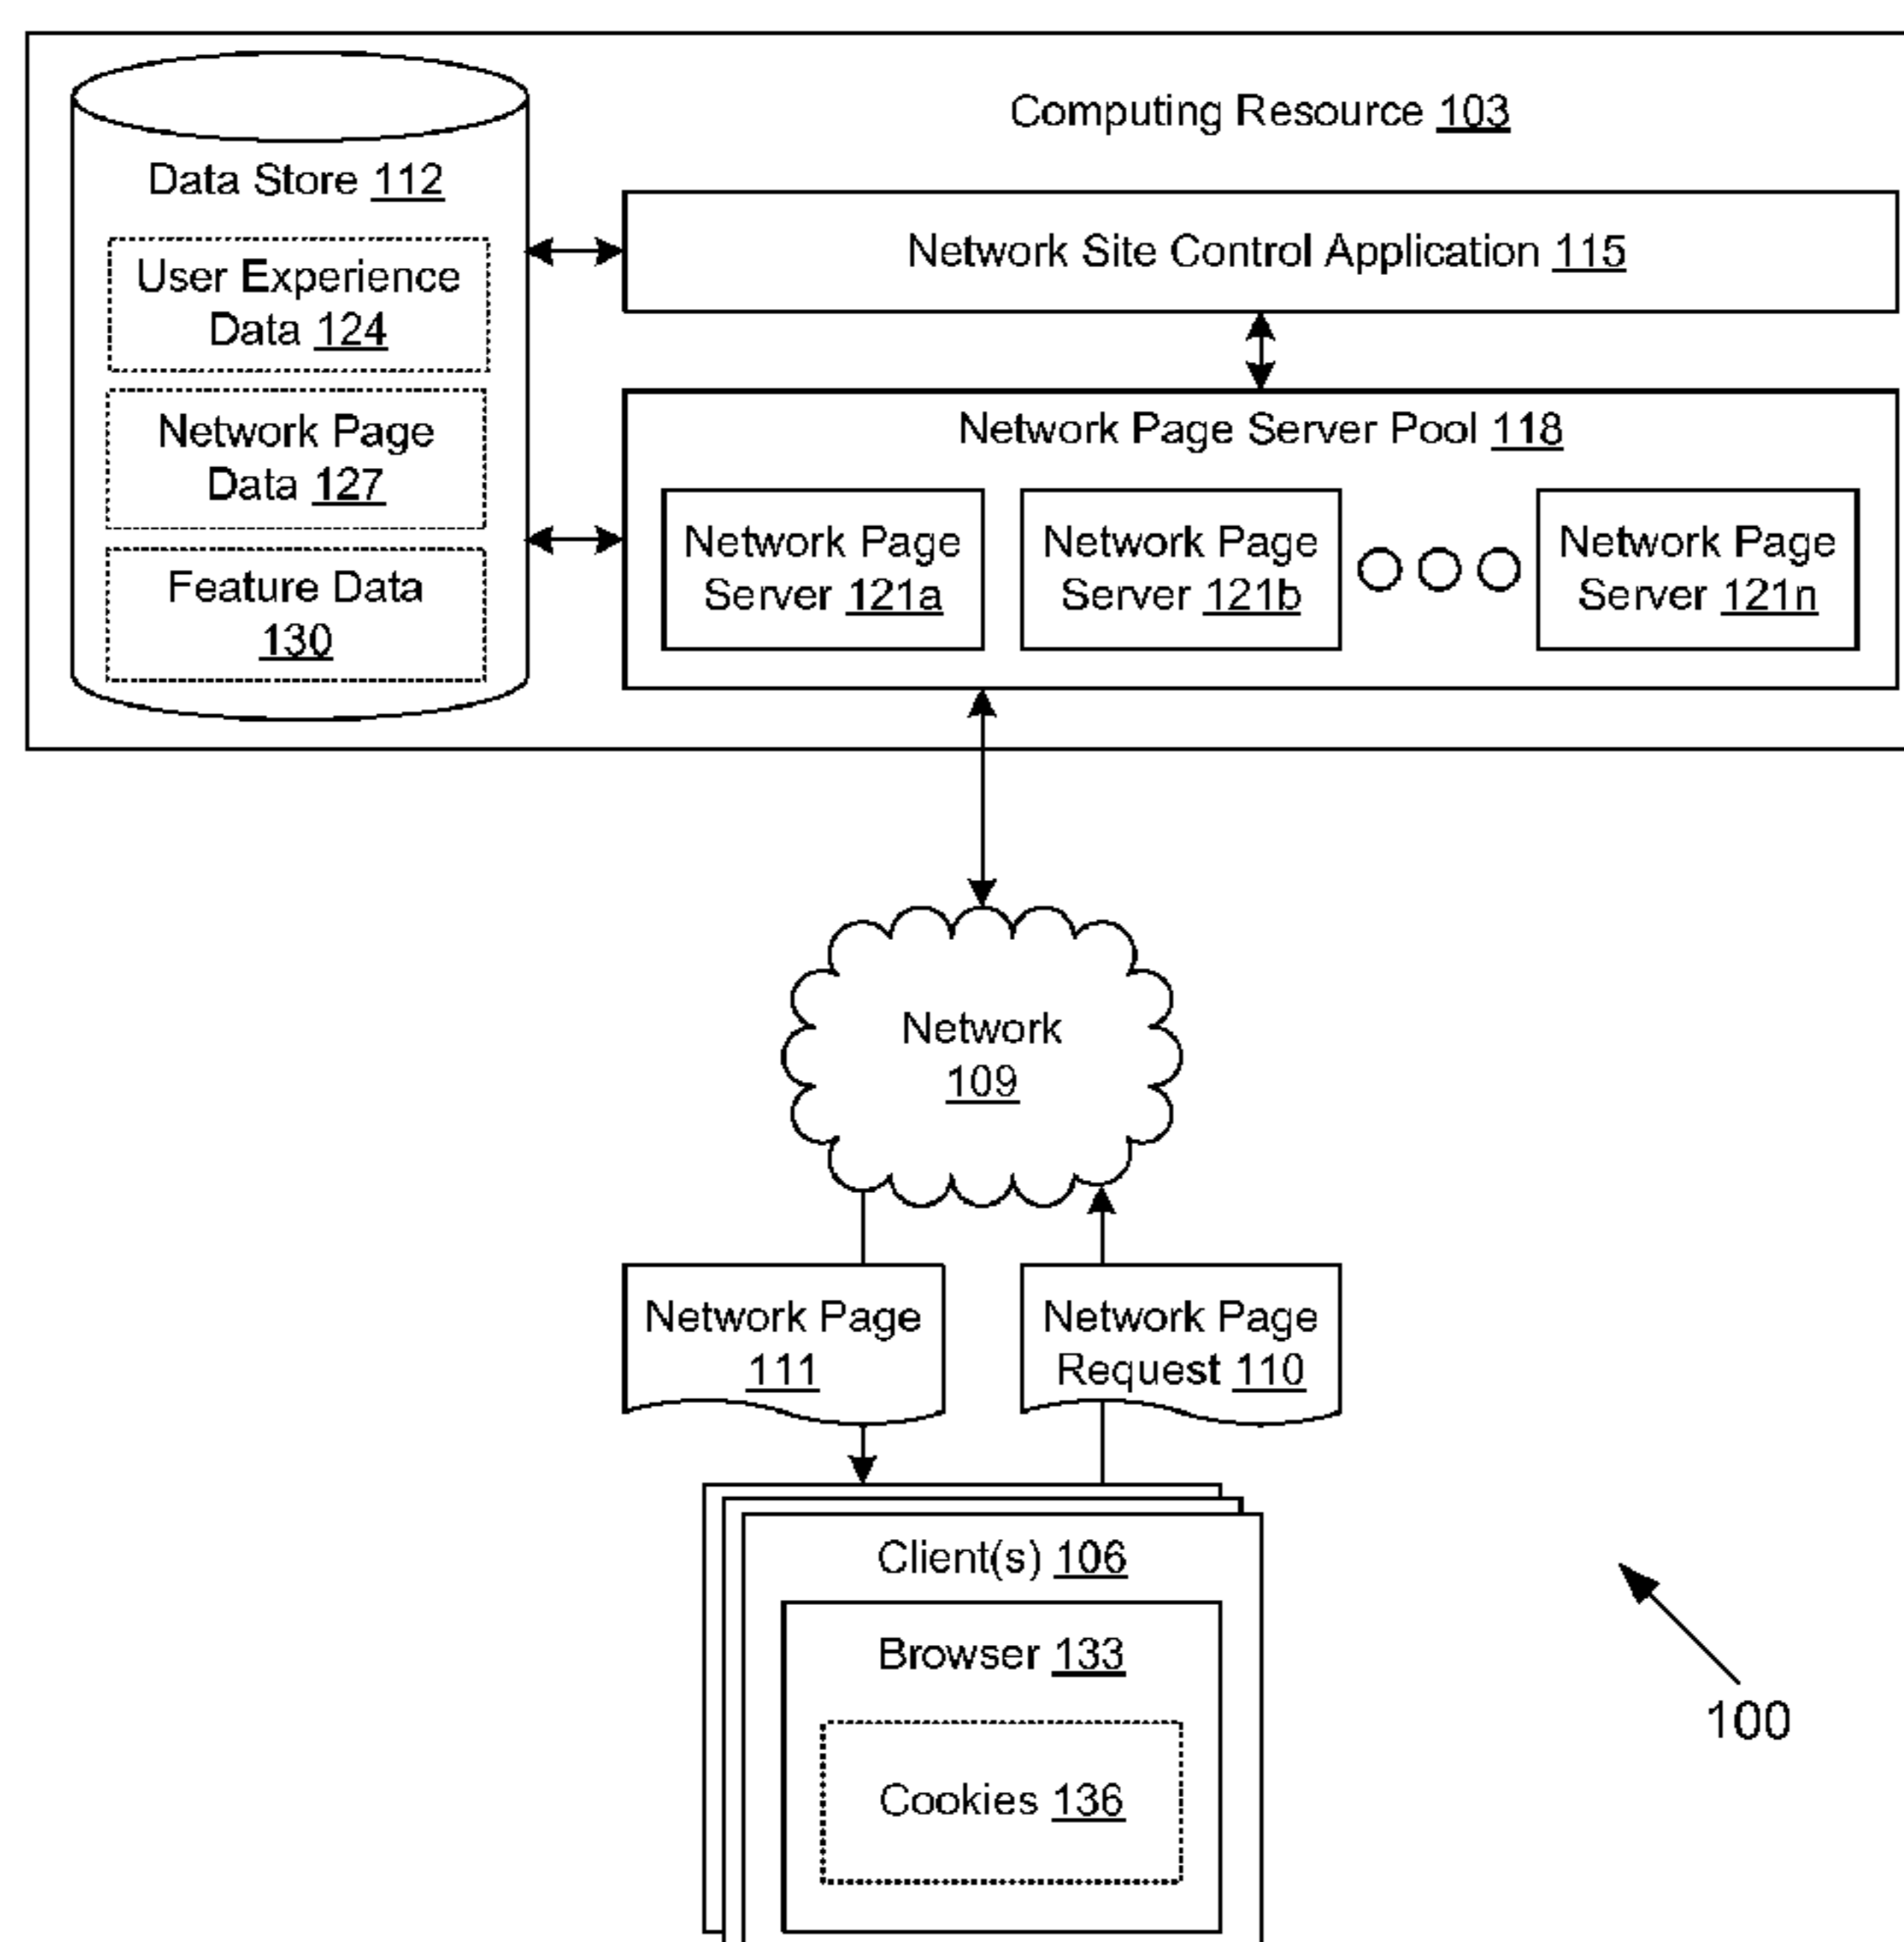 Computing Resource 103
Data Store 112
User Experience
Data 124
Network Page
Data 127
Feature Data
130
Network Site Control Application 115
Network Page Server Pool 118
Network Page
Server 121a
Network Page
Server 121b
Network Page
Server 121n
Network
109
Network Page
111
Network Page
Request 110
Client(s) 106
Browser 133
Cookies 136
100